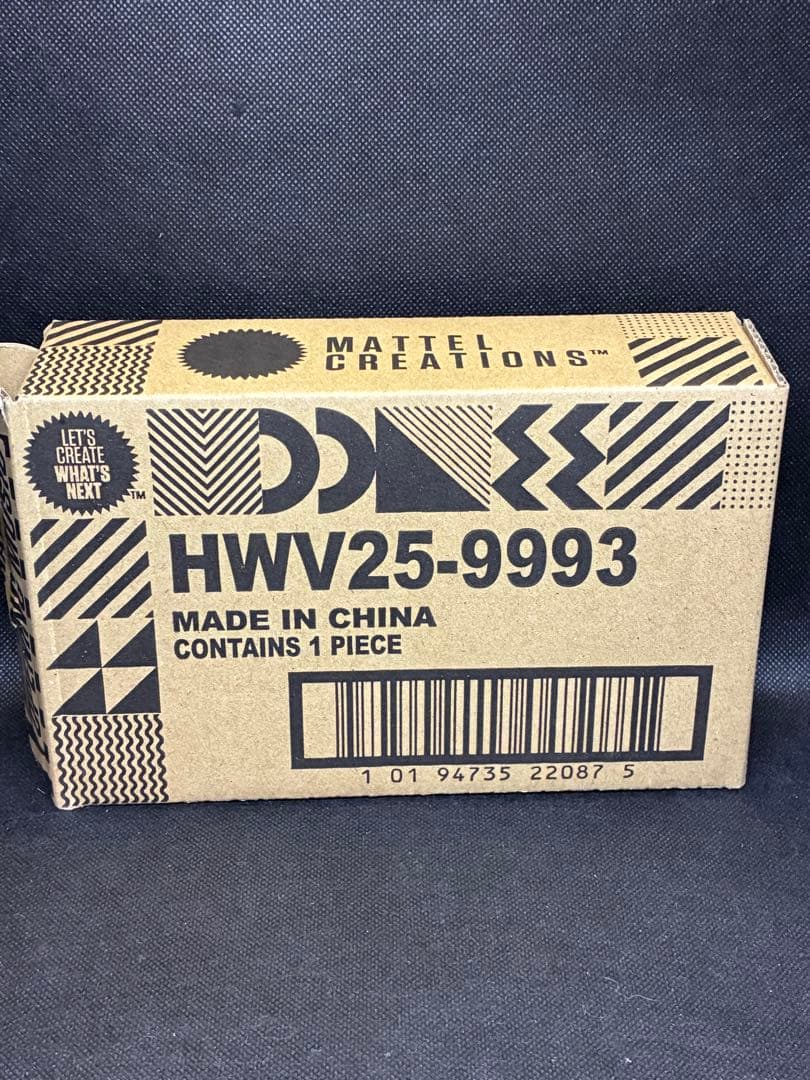 MATTEL
CREATIONS™
LET'S
CREATE
WHAT'S
NEXT
™
HWV25-9993
MADE IN CHINA
CONTAINS 1 PIECE
1 01 94735 22087 5